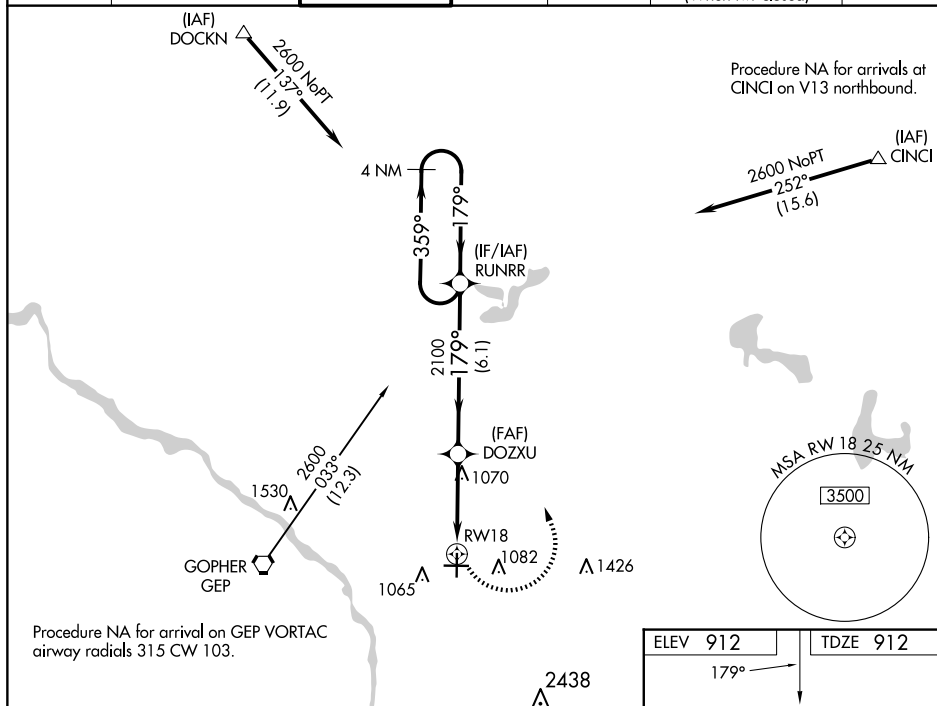 (IAF)
DOCKN
2600 NoPT
137°
(11.9)
Procedure NA for arrivals at
CINCI on V13 northbound.
(IAF)
CINCI
2600 NoPT
252°
(15.6)
4 NM
359°
179°
(IF/IAF)
RUNRR
2100
179°
(6.1)
(FAF)
DOZXU
1070
2600
033°
(12.3)
1530
GOPHER
GEP
RW18
1082
1065
1426
MSA RW 18 25 NM
3500
Procedure NA for arrival on GEP VORTAC
airway radials 315 CW 103.
ELEV 912
TDZE 912
179°
2438